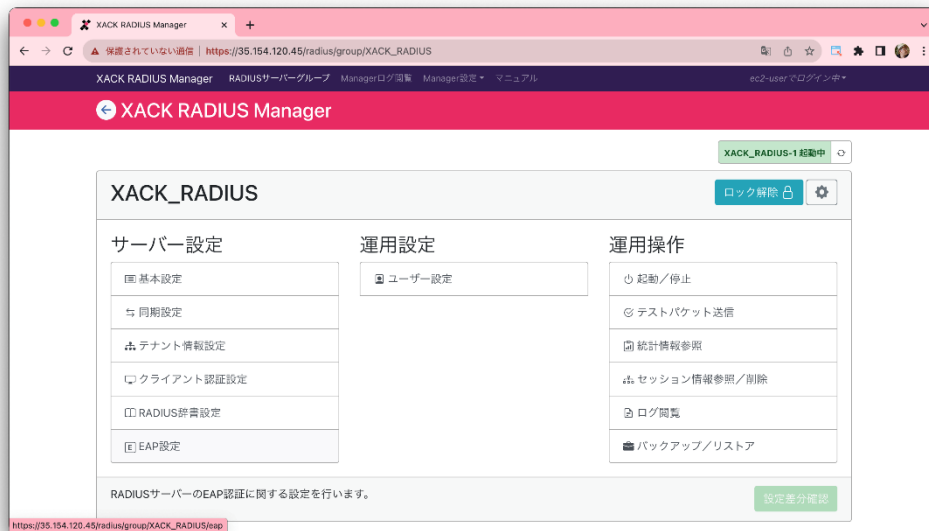 XACK RADIUS Manager
保護されていない通信 | https://35.154.120.45/radius/group/XACK_RADIUS
XACK RADIUS Manager RADIUSサーバーグループ Managerログ閲覧 Manager設定 マニュアル ec2-userでログイン中
XACK RADIUS Manager
XACK_RADIUS-1 起動中
XACK_RADIUS
ロック解除
サーバー設定
基本設定
同期設定
テナント情報設定
クライアント認証設定
RADIUS辞書設定
EAP設定
運用設定
ユーザー設定
運用操作
起動／停止
テストパケット送信
統計情報参照
セッション情報参照／削除
ログ閲覧
バックアップ／リストア
RADIUSサーバーのEAP認証に関する設定を行います。
設定差分確認
https://35.154.120.45/radius/group/XACK_RADIUS/eap